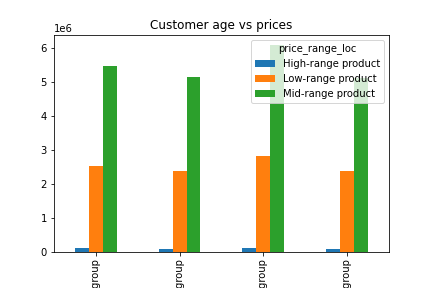 Customer age vs prices
1e6
price_range_loc
High-range product
Low-range product
Mid-range product
6
5
4
3
2
1
0
group
group
group
group